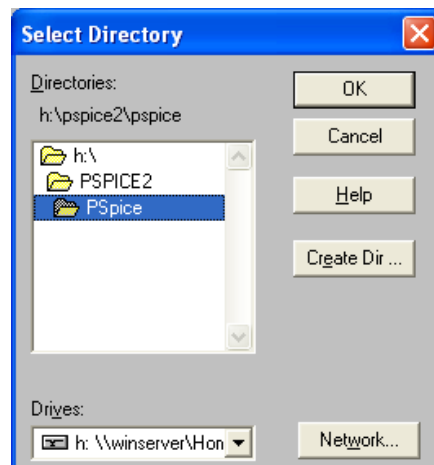 Select Directory
Directories:
h:\pspice2\pspice
h:\
PSPICE2
PSpice
OK
Cancel
Help
Create Dir ...
Drives:
h: \\winserver\Hon
Network...